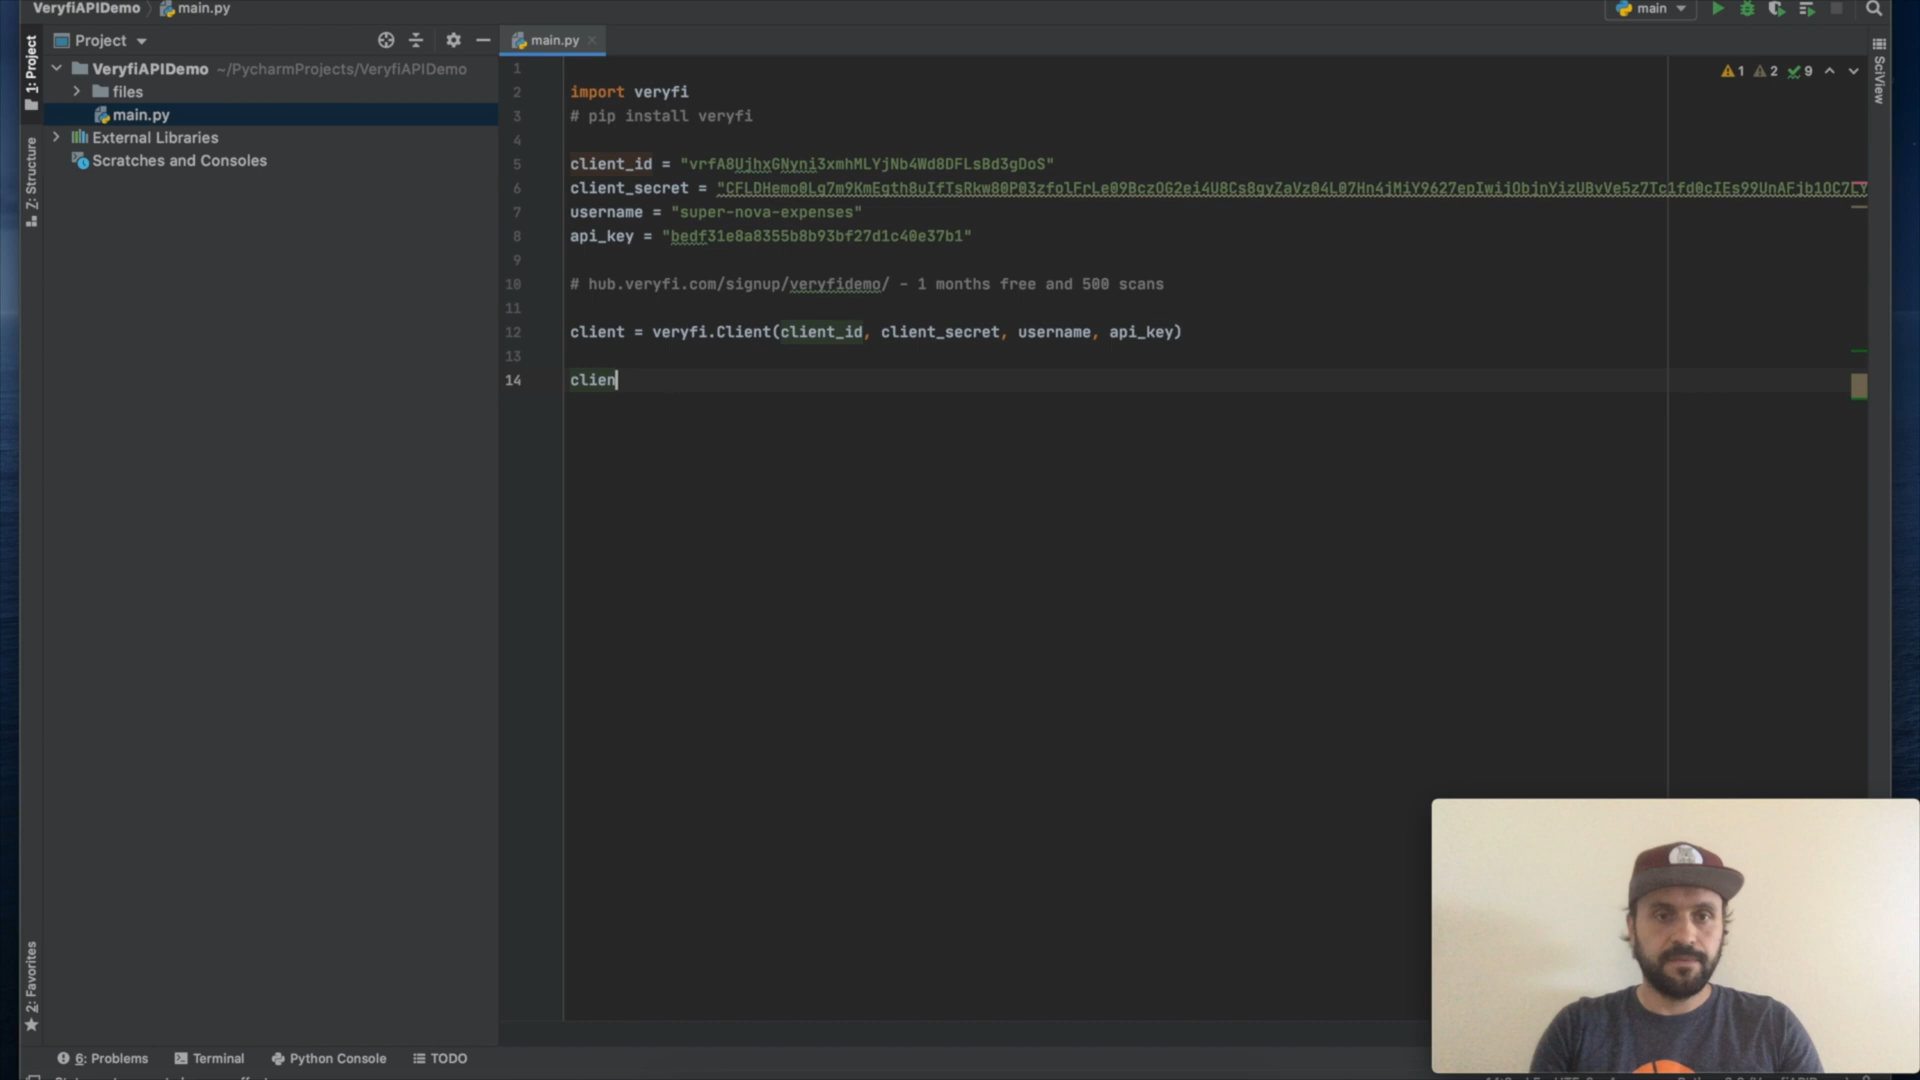 VeryfiAPIDemo main.py
main
1: Project
Project
main.py
VeryfiAPIDemo ~/PycharmProjects/VeryfiAPIDemo
files
main.py
External Libraries
Scratches and Consoles
Z: Structure
2: Favorites
SciView
1 2 9
1
2 import veryfi
3 # pip install veryfi
4
5 client_id = "vrfA8UjhxGNyni3xmhMLYjNb4Wd8DFLsBd3gDoS"
6 client_secret =
7 username = "super-nova-expenses"
8 api_key = "bedf31e8a8355b8b93bf27d1c40e37b1"
9
10 # hub.veryfi.com/signup/veryfidemo/ - 1 months free and 500 scans
11
12 client = veryfi.Client(client_id, client_secret, username, api_key)
13
14 clien
6: Problems Terminal Python Console TODO